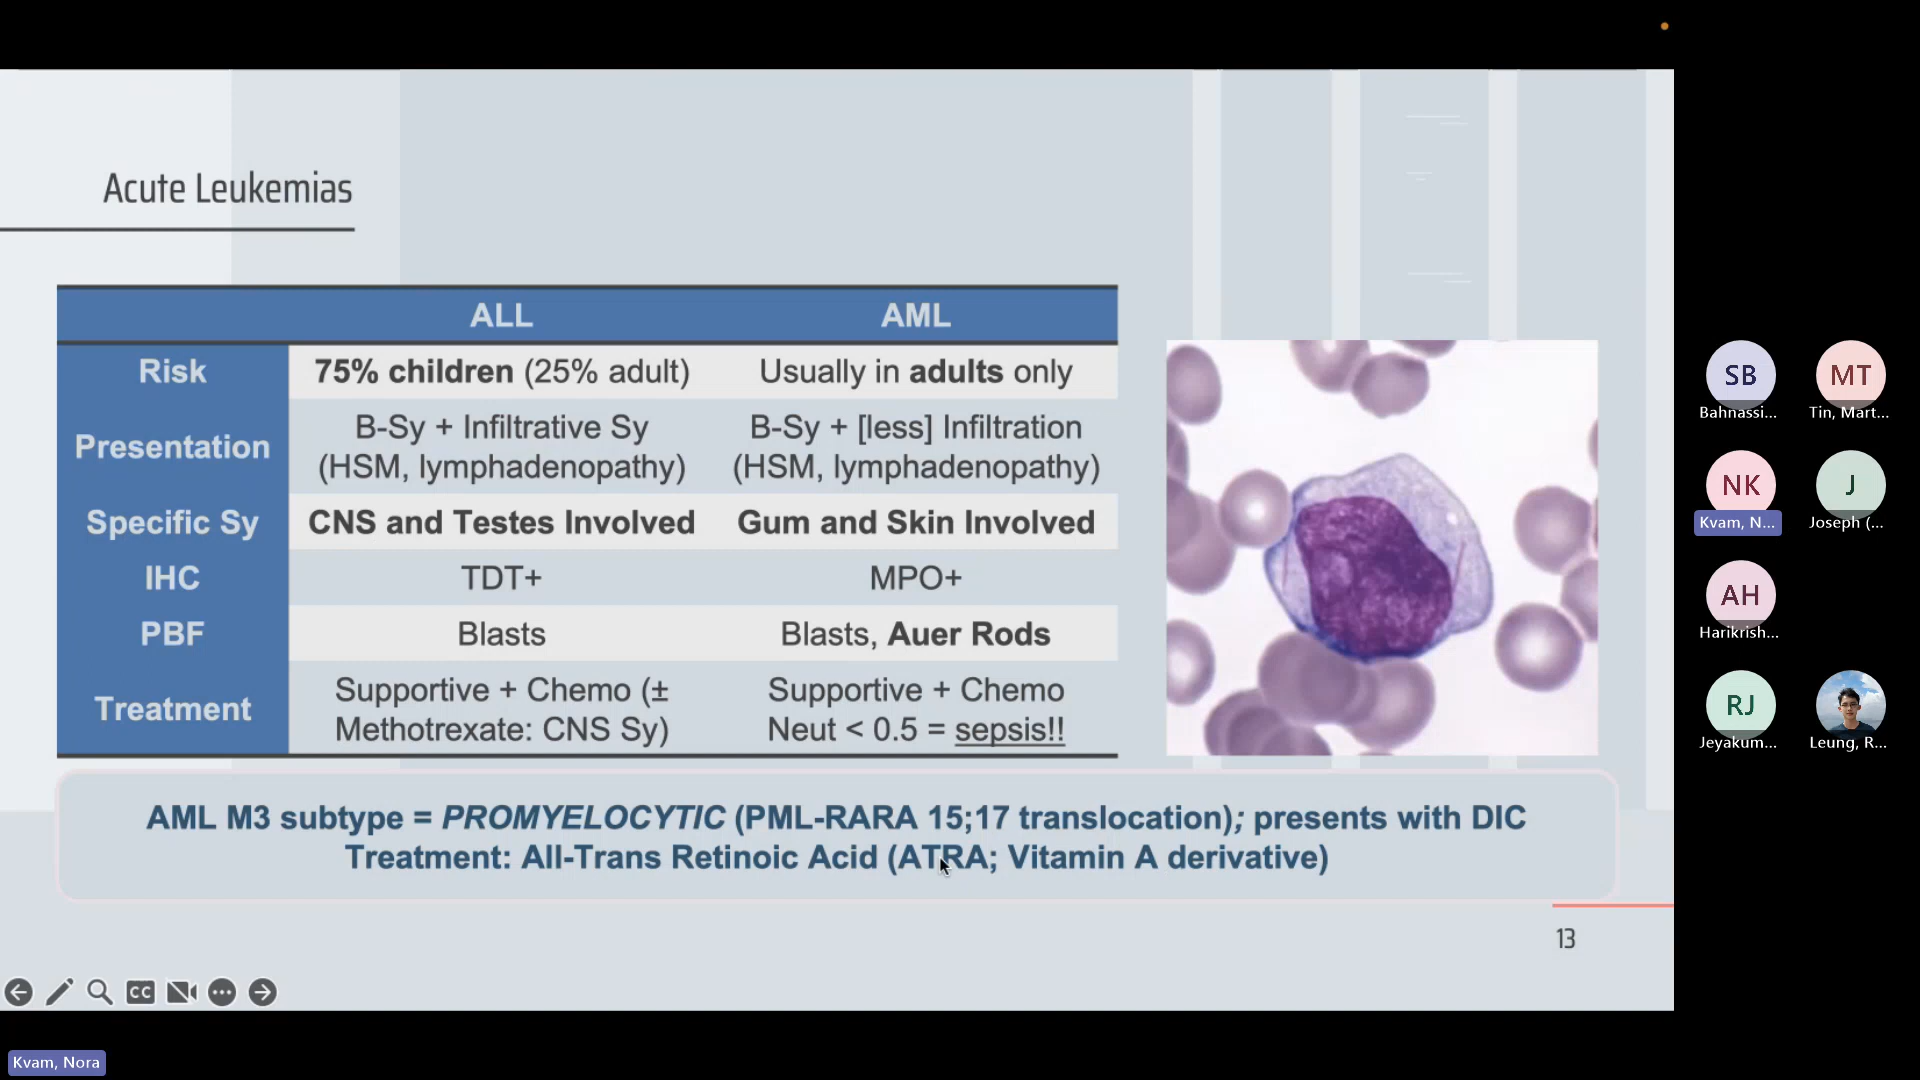 Acute Leukemias
ALL AML
Risk 75% children (25% adult) Usually in adults only
Presentation B-Sy + Infiltrative Sy B-Sy + [less] Infiltration
(HSM, lymphadenopathy) (HSM, lymphadenopathy)
Specific Sy CNS and Testes Involved Gum and Skin Involved
IHC TDT+ MPO+
PBF Blasts Blasts, Auer Rods
Treatment Supportive + Chemo (± Supportive + Chemo
Methotrexate: CNS Sy) Neut < 0.5 = sepsis!!
AML M3 subtype = PROMYELOCYTIC (PML-RARA 15;17 translocation); presents with DIC
Treatment: All-Trans Retinoic Acid (ATRA; Vitamin A derivative)
13
CC
SB MT
Bahnassi... Tin, Mart...
NK J
Kvam, N... Joseph (...
AH
Harikrish...
RJ
Jeyakum... Leung, R...
Kvam, Nora